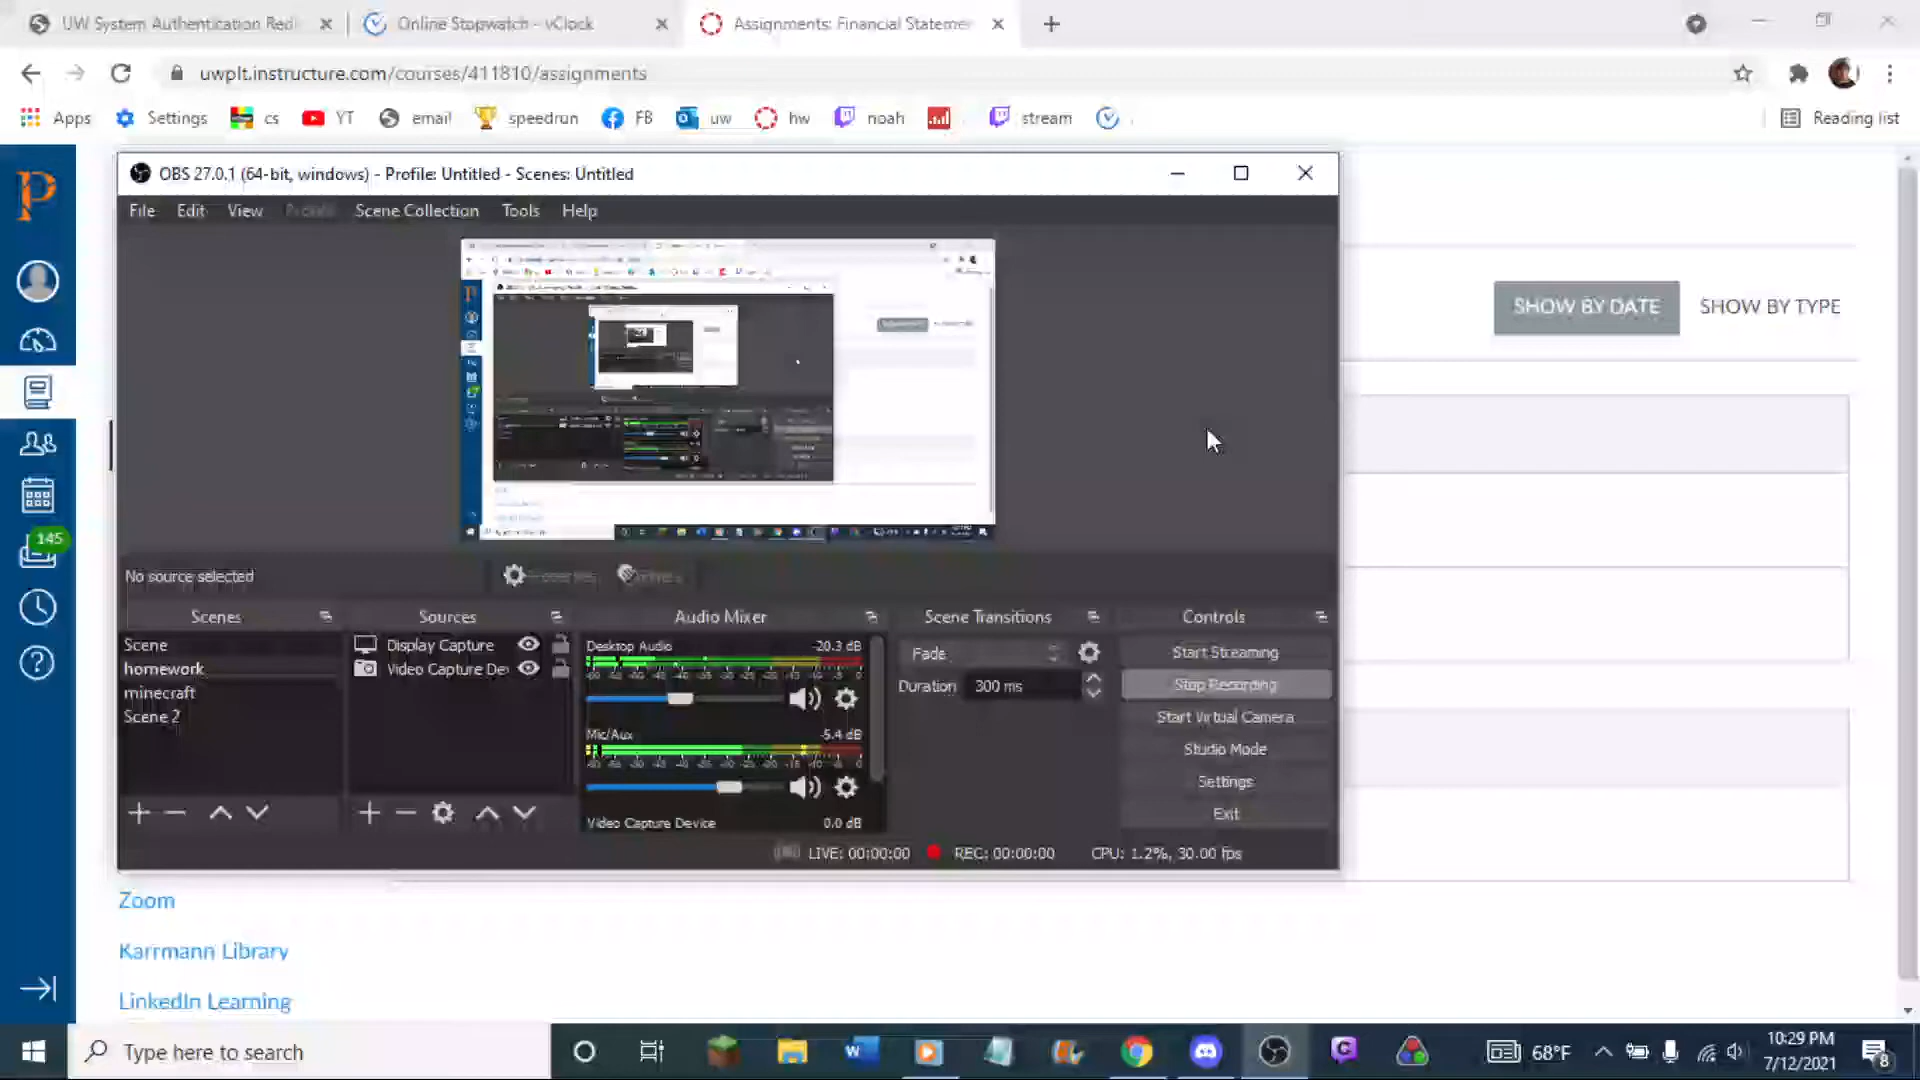 UW System Authentication Redi
Online Stopwatch - vClock
Assignments: Financial Statemen
uwplt.instructure.com/courses/411810/assignments
Apps
Settings
cs
YT
email
speedrun
FB
uw
hw
noah
stream
Reading list
OBS 27.0.1 (64-bit, windows) - Profile: Untitled - Scenes: Untitled
File Edit View Profile Scene Collection Tools Help
SHOW BY DATE
SHOW BY TYPE
145
No source selected
Properties
Filters
Scenes
Sources
Audio Mixer
Scene Transitions
Controls
Scene
homework
minecraft
Scene 2
Display Capture
Video Capture Dev
Desktop Audio
-20.3 dB
Mic/Aux
-5.4 dB
Video Capture Device
0.0 dB
Fade
Duration 300 ms
Start Streaming
Stop Recording
Start Virtual Camera
Studio Mode
Settings
Exit
LIVE: 00:00:00
REC: 00:00:00
CPU: 1.2%, 30.00 fps
Zoom
Karrmann Library
LinkedIn Learning
Type here to search
68°F
10:29 PM
7/12/2021
8